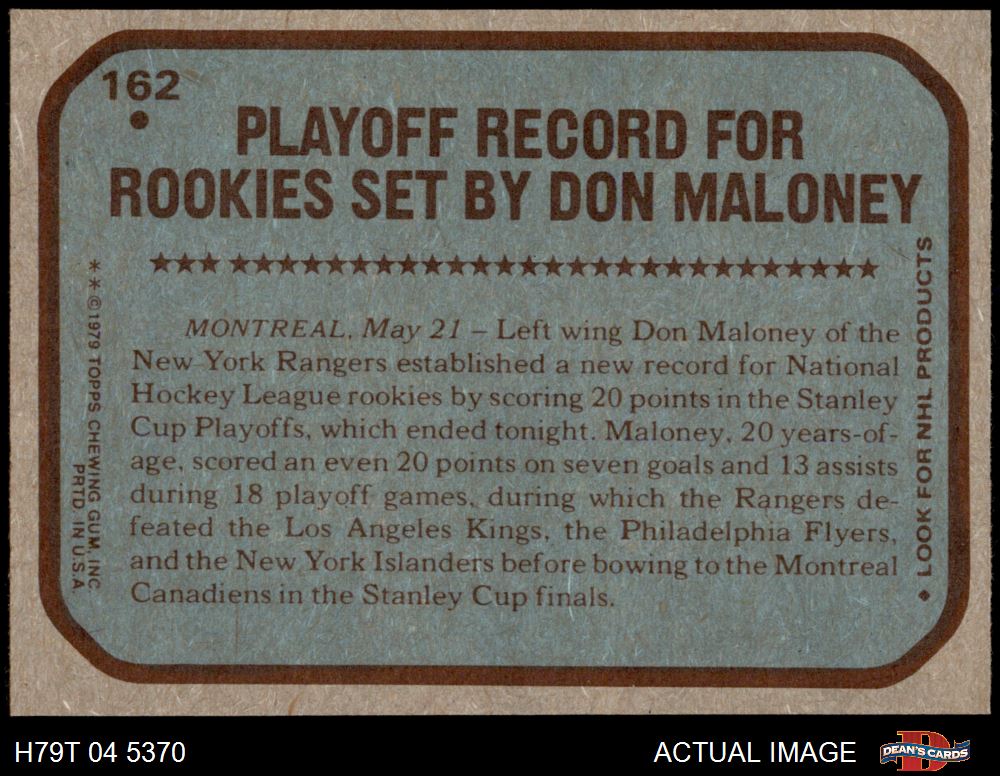 162
PLAYOFF RECORD FOR
ROOKIES SET BY DON MALONEY
MONTREAL, May 21 – Left wing Don Maloney of the
New York Rangers established a new record for National
Hockey League rookies by scoring 20 points in the Stanley
Cup Playoffs, which ended tonight. Maloney, 20 years-of-
age, scored an even 20 points on seven goals and 13 assists
during 18 playoff games, during which the Rangers de-
feated the Los Angeles Kings, the Philadelphia Flyers,
and the New York Islanders before bowing to the Montreal
Canadiens in the Stanley Cup finals.
**©1979 TOPPS CHEWING GUM, INC
PRTD. IN U.S.A
LOOK FOR NHL PRODUCTS
H79T 04 5370
ACTUAL IMAGE
D
DEAN'S CARDS